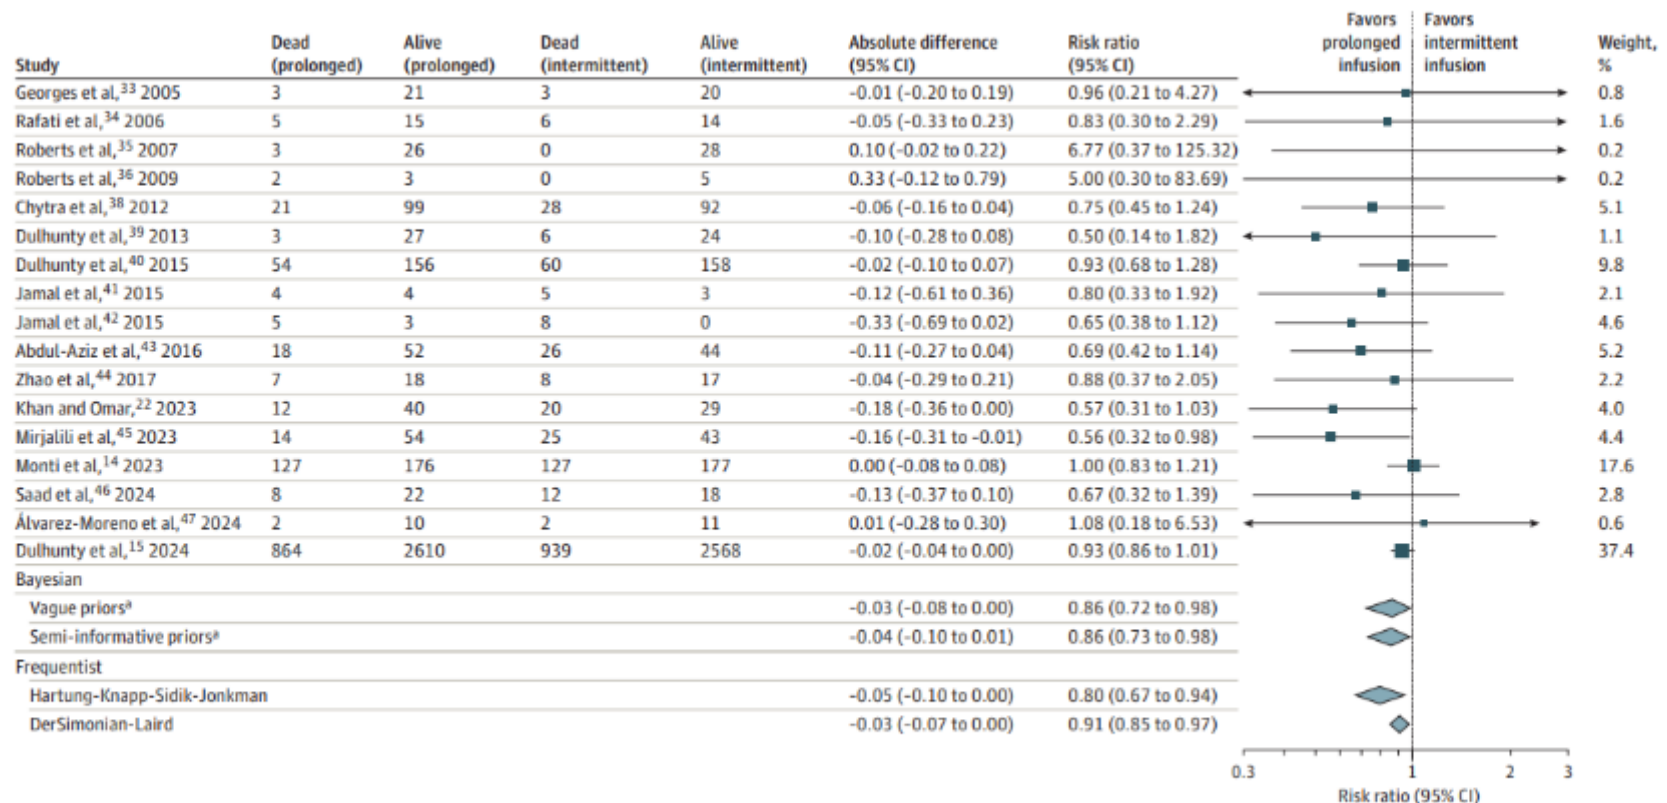 Study Dead (prolonged) Alive (prolonged) Dead (intermittent) Alive (intermittent) Absolute difference (95% CI) Risk ratio (95% CI) Favors prolonged infusion Favors intermittent infusion Weight, %
Georges et al,33 2005 3 21 3 20 -0.01 (-0.20 to 0.19) 0.96 (0.21 to 4.27) 0.8
Rafati et al,34 2006 5 15 6 14 -0.05 (-0.33 to 0.23) 0.83 (0.30 to 2.29) 1.6
Roberts et al,35 2007 3 26 0 28 0.10 (-0.02 to 0.22) 6.77 (0.37 to 125.32) 0.2
Roberts et al,36 2009 2 3 0 5 0.33 (-0.12 to 0.79) 5.00 (0.30 to 83.69) 0.2
Chytra et al,38 2012 21 99 28 92 -0.06 (-0.16 to 0.04) 0.75 (0.45 to 1.24) 5.1
Dulhunty et al,39 2013 3 27 6 24 -0.10 (-0.28 to 0.08) 0.50 (0.14 to 1.82) 1.1
Dulhunty et al,40 2015 54 156 60 158 -0.02 (-0.10 to 0.07) 0.93 (0.68 to 1.28) 9.8
Jamal et al,41 2015 4 4 5 3 -0.12 (-0.61 to 0.36) 0.80 (0.33 to 1.92) 2.1
Jamal et al,42 2015 5 3 8 0 -0.33 (-0.69 to 0.02) 0.65 (0.38 to 1.12) 4.6
Abdul-Aziz et al,43 2016 18 52 26 44 -0.11 (-0.27 to 0.04) 0.69 (0.42 to 1.14) 5.2
Zhao et al,44 2017 7 18 8 17 -0.04 (-0.29 to 0.21) 0.88 (0.37 to 2.05) 2.2
Khan and Omar,22 2023 12 40 20 29 -0.18 (-0.36 to 0.00) 0.57 (0.31 to 1.03) 4.0
Mirjalili et al,45 2023 14 54 25 43 -0.16 (-0.31 to -0.01) 0.56 (0.32 to 0.98) 4.4
Monti et al,14 2023 127 176 127 177 0.00 (-0.08 to 0.08) 1.00 (0.83 to 1.21) 17.6
Saad et al,46 2024 8 22 12 18 -0.13 (-0.37 to 0.10) 0.67 (0.32 to 1.39) 2.8
Álvarez-Moreno et al,47 2024 2 10 2 11 0.01 (-0.28 to 0.30) 1.08 (0.18 to 6.53) 0.6
Dulhunty et al,15 2024 864 2610 939 2568 -0.02 (-0.04 to 0.00) 0.93 (0.86 to 1.01) 37.4
Bayesian
Vague priorsa -0.03 (-0.08 to 0.00) 0.86 (0.72 to 0.98)
Semi-informative priorsa -0.04 (-0.10 to 0.01) 0.86 (0.73 to 0.98)
Frequentist
Hartung-Knapp-Sidik-Jonkman -0.05 (-0.10 to 0.00) 0.80 (0.67 to 0.94)
DerSimonian-Laird -0.03 (-0.07 to 0.00) 0.91 (0.85 to 0.97)
0.3 1 2 3
Risk ratio (95% CI)